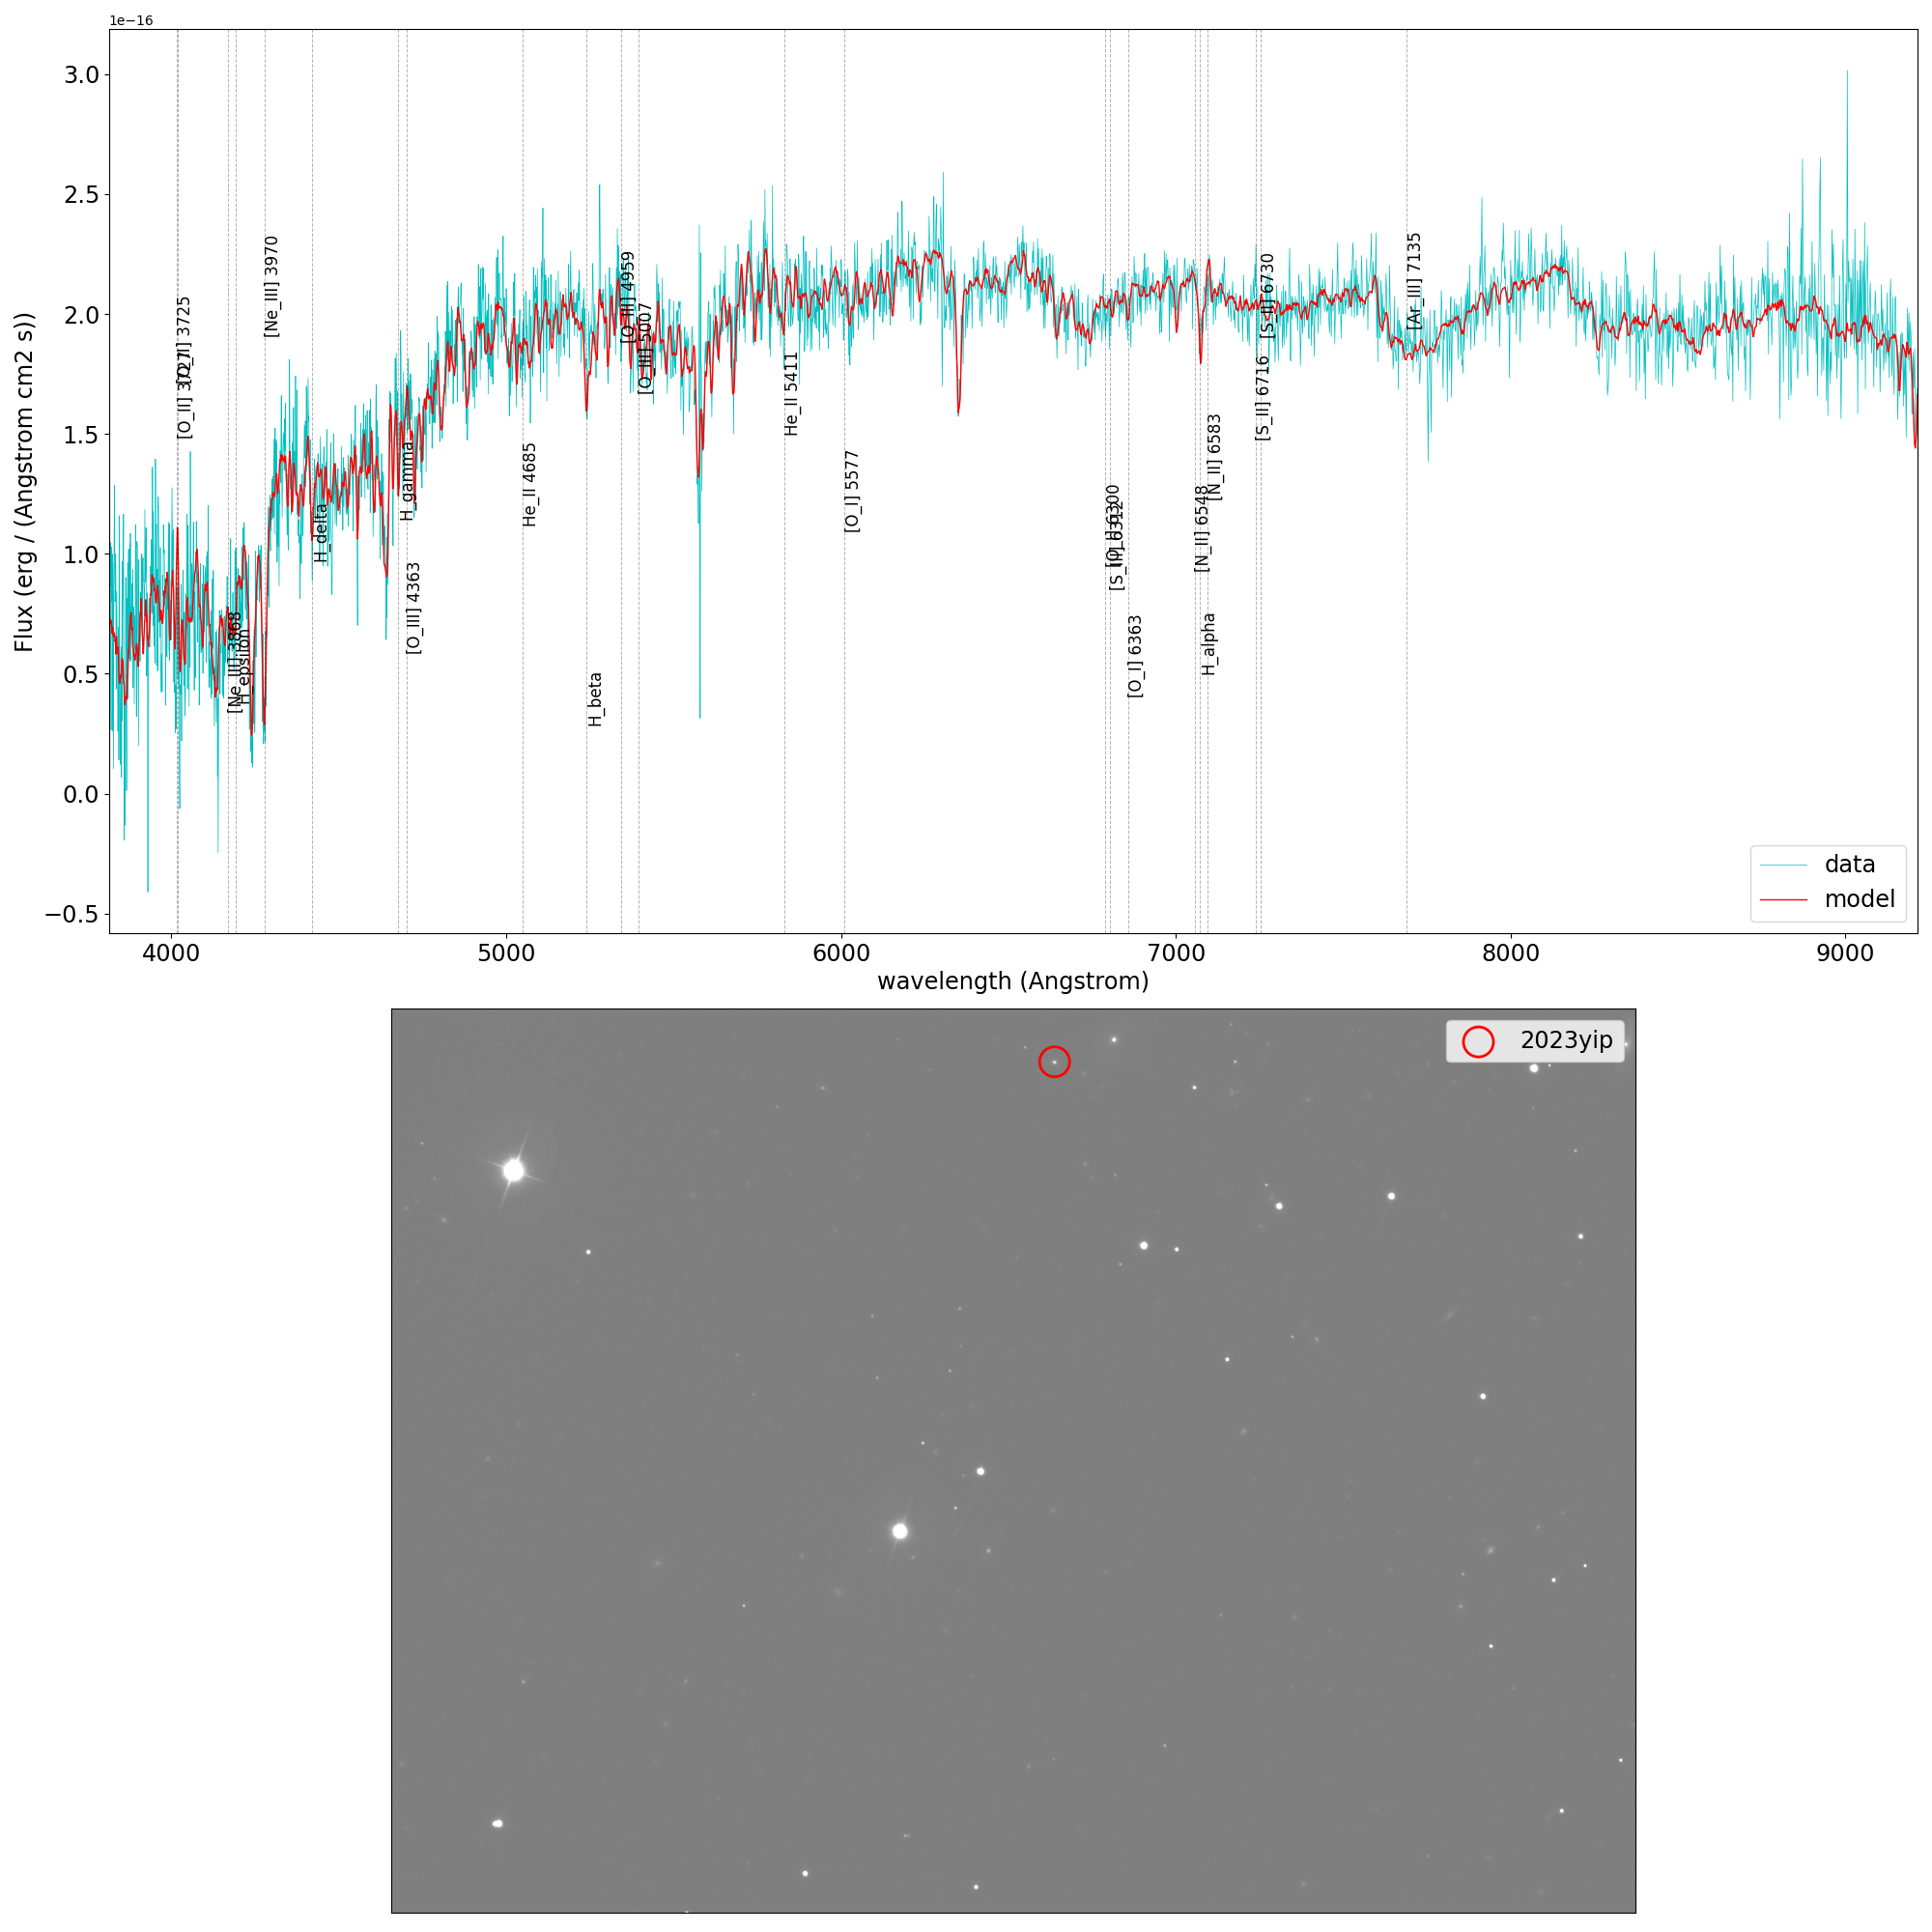 1e−16
Flux (erg / (Angstrom cm2 s))
3.0
2.5
2.0
1.5
1.0
0.5
0.0
−0.5
[O_II] 3725
[O_II] 3727
[Ne_III] 3868
H_epsilon
[Ne_III] 3970
H_delta
H_gamma
[O_III] 4363
He_II 4685
H_beta
[O_III] 4959
[O_III] 5007
He_II 5411
[O_I] 5577
[O_I] 6300
[S_III] 6312
[O_I] 6363
[N_II] 6548
H_alpha
[N_II] 6583
[S_II] 6716
[S_II] 6730
[Ar_III] 7135
data
model
4000 5000 6000 7000 8000 9000
wavelength (Angstrom)
2023yip